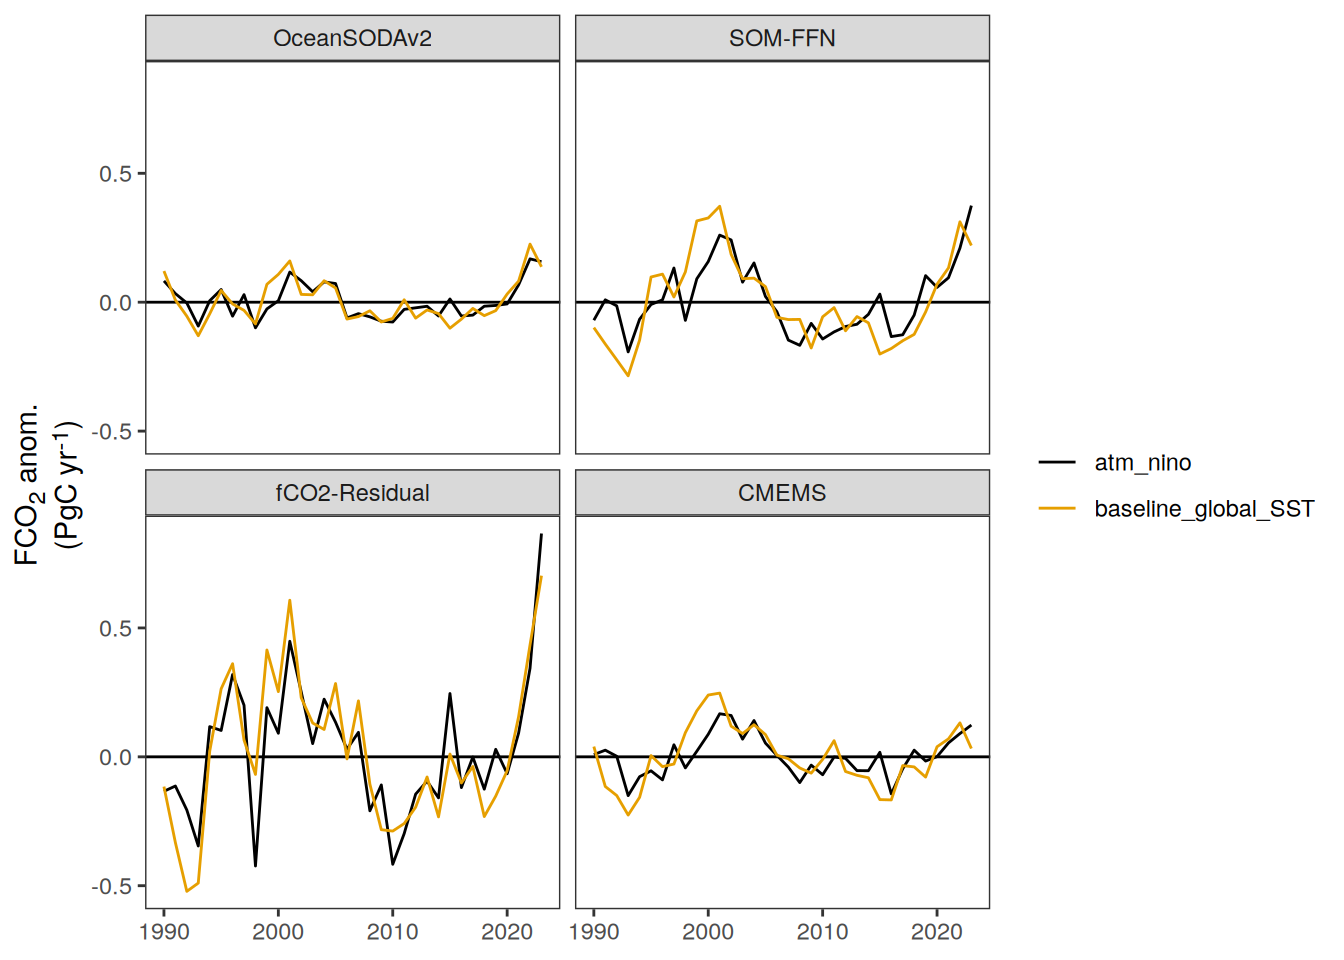 OceanSODAv2
SOM-FFN
0.5
0.0
-0.5
fCO2-Residual
CMEMS
0.5
0.0
-0.5
1990
2000
2010
2020
1990
2000
2010
2020
FCO₂ anom.
(PgC yr⁻¹)
atm_nino
baseline_global_SST